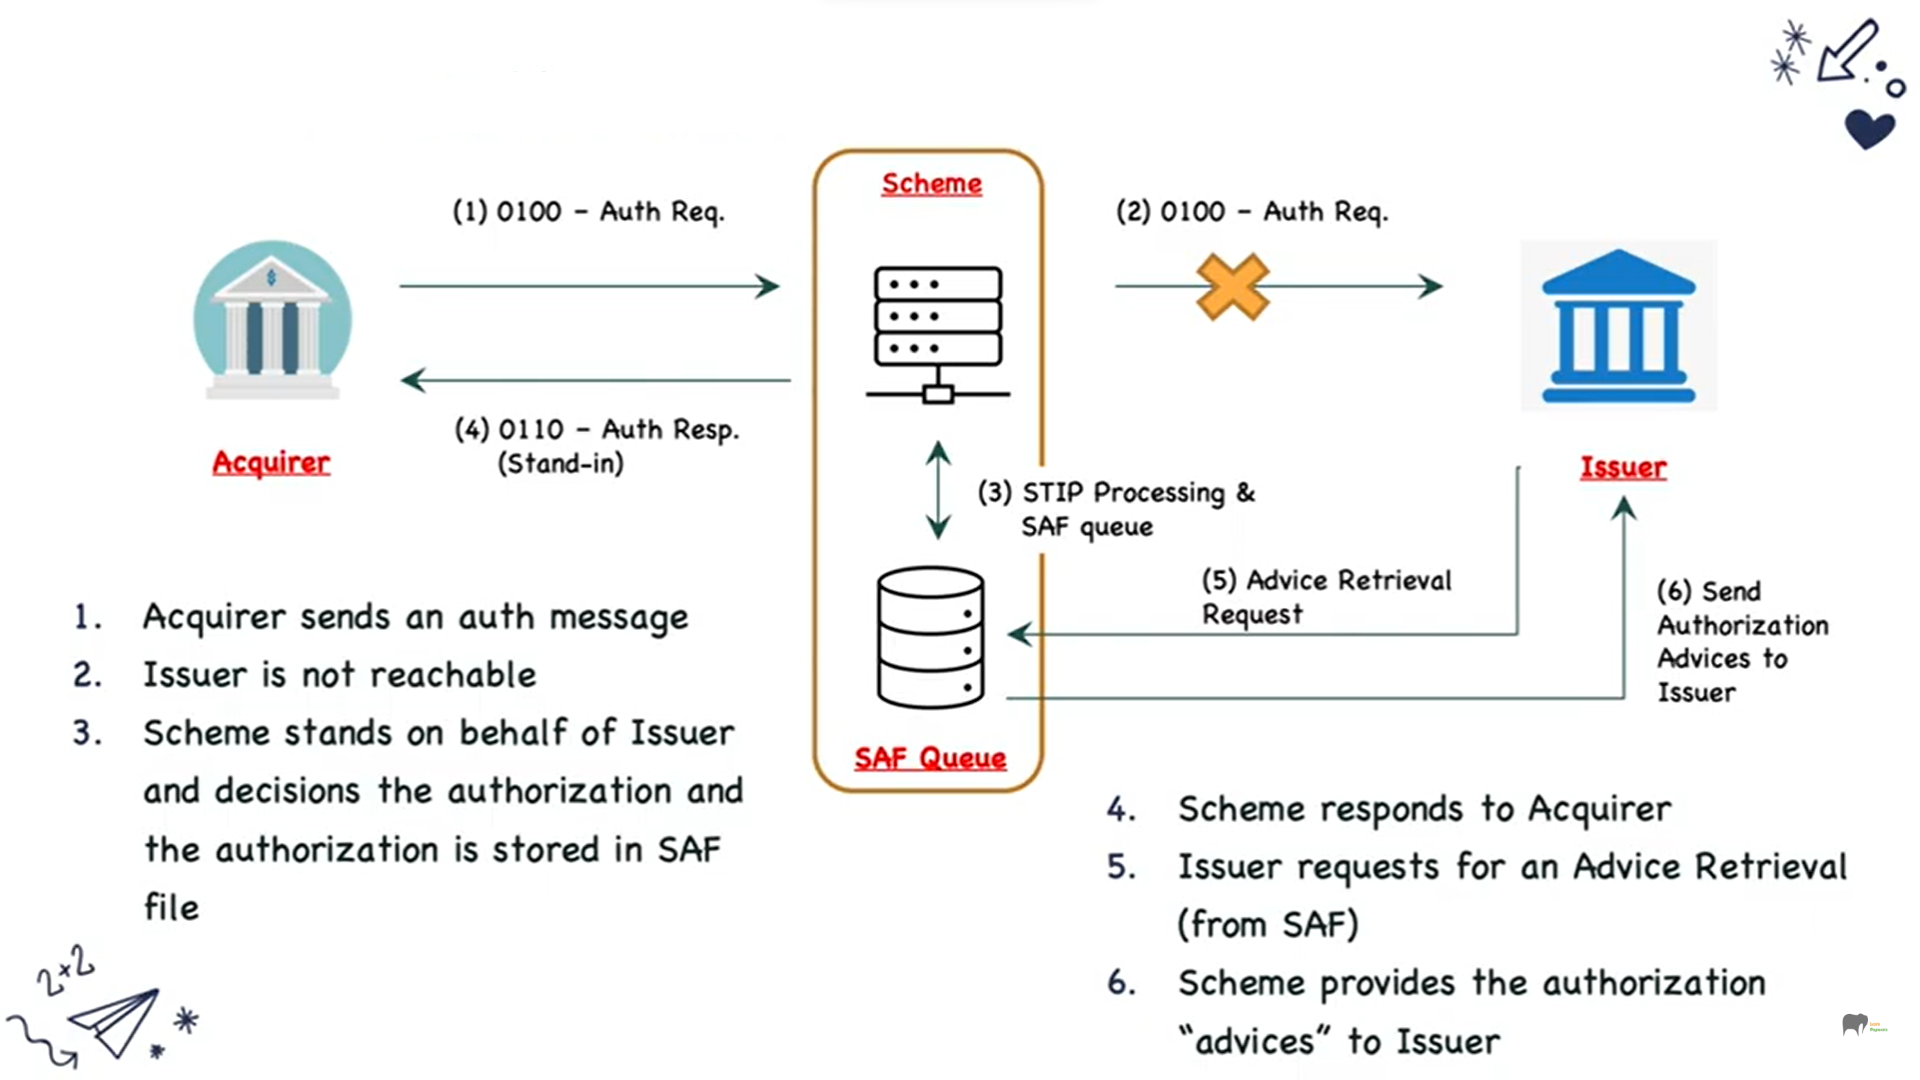 Scheme
(1) 0100 – Auth Req.
(2) 0100 – Auth Req.
(4) 0110 – Auth Resp.
(Stand-in)
Acquirer
Issuer
(3) STIP Processing &
SAF queue
(5) Advice Retrieval
Request
(6) Send
Authorization
Advices to
Issuer
SAF Queue
1. Acquirer sends an auth message
2. Issuer is not reachable
3. Scheme stands on behalf of Issuer
and decisions the authorization and
the authorization is stored in SAF
file
4. Scheme responds to Acquirer
5. Issuer requests for an Advice Retrieval
(from SAF)
6. Scheme provides the authorization
“advices” to Issuer
2×2